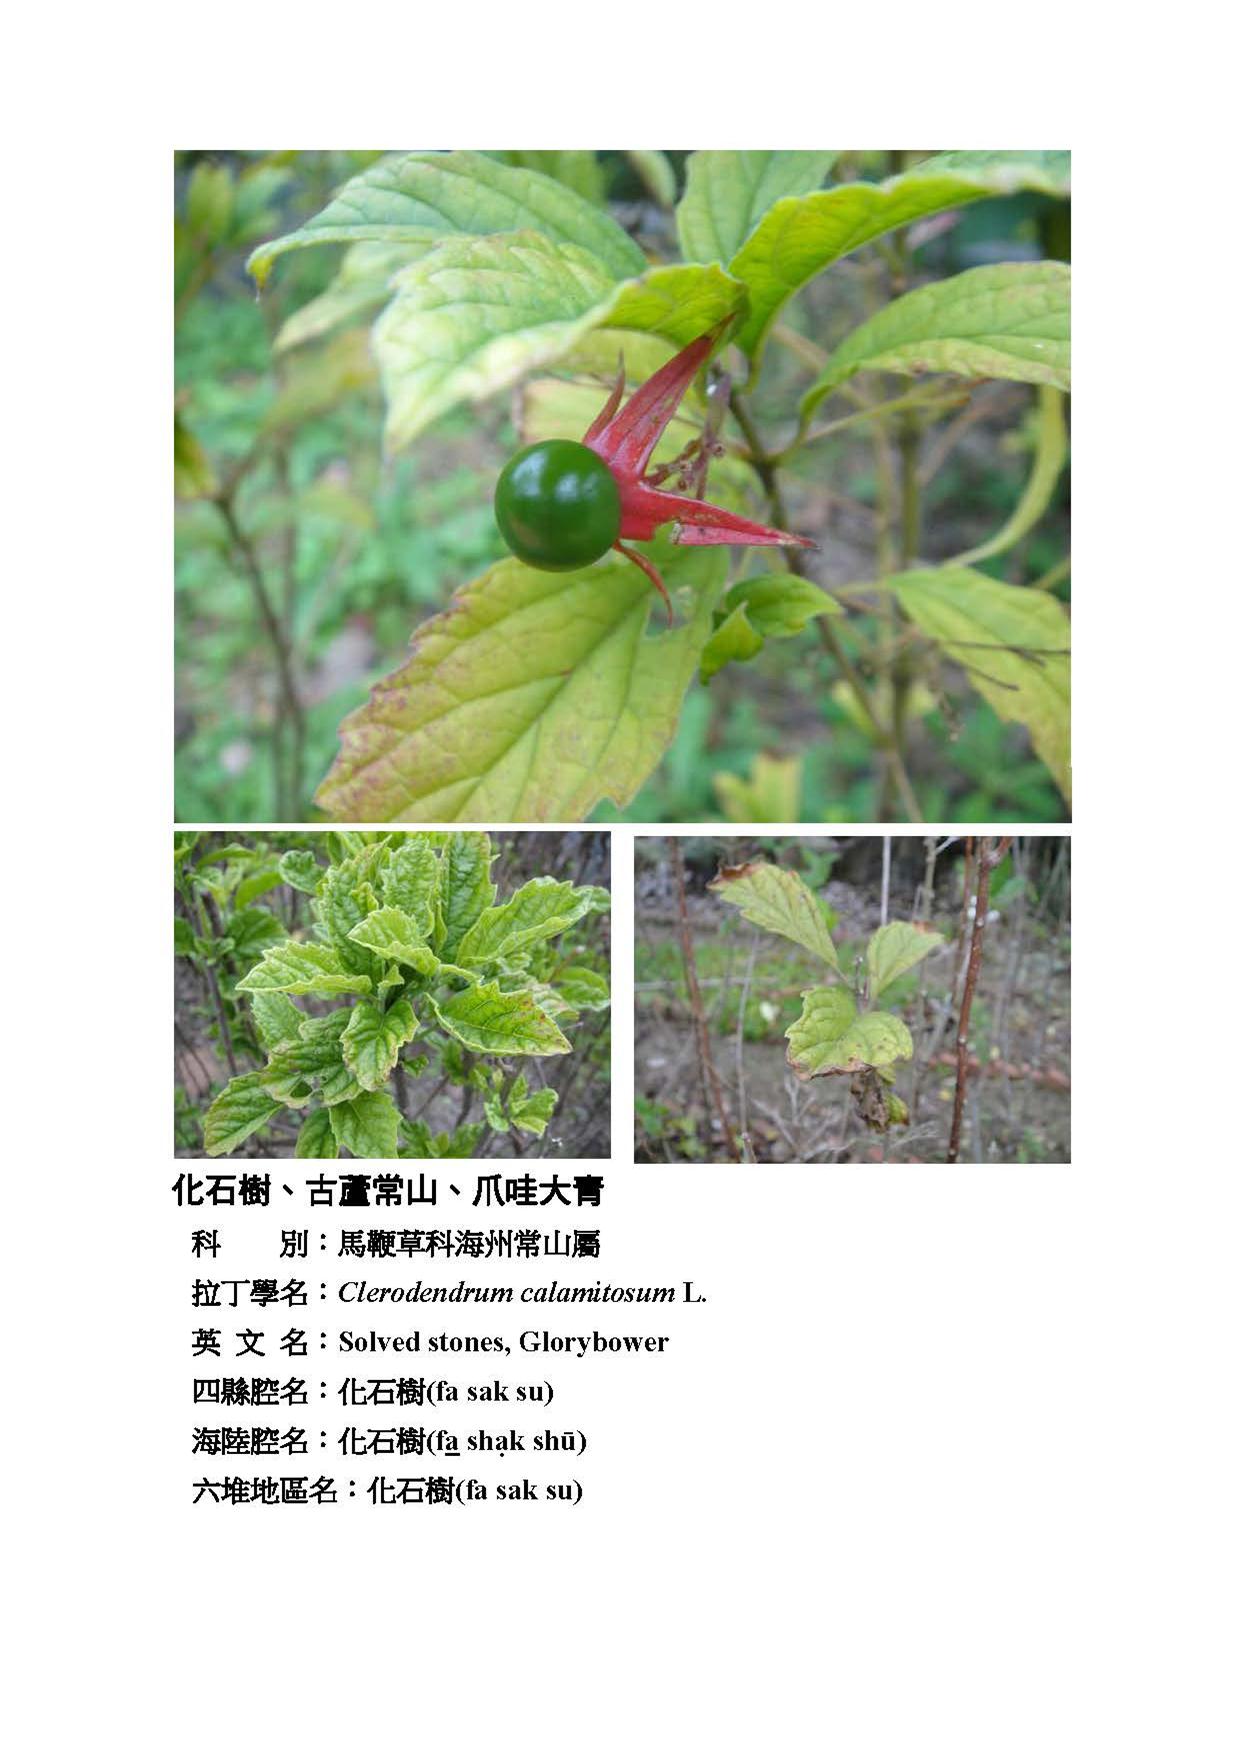 化石樹、古蘆常山、爪哇大青
科　　別：馬鞭草科海州常山屬
拉丁學名：Clerodendrum calamitosum L.
英 文 名：Solved stones, Glorybower
四縣腔名：化石樹(fa sak su)
海陸腔名：化石樹(fa̲ shạk shū)
六堆地區名：化石樹(fa sak su)